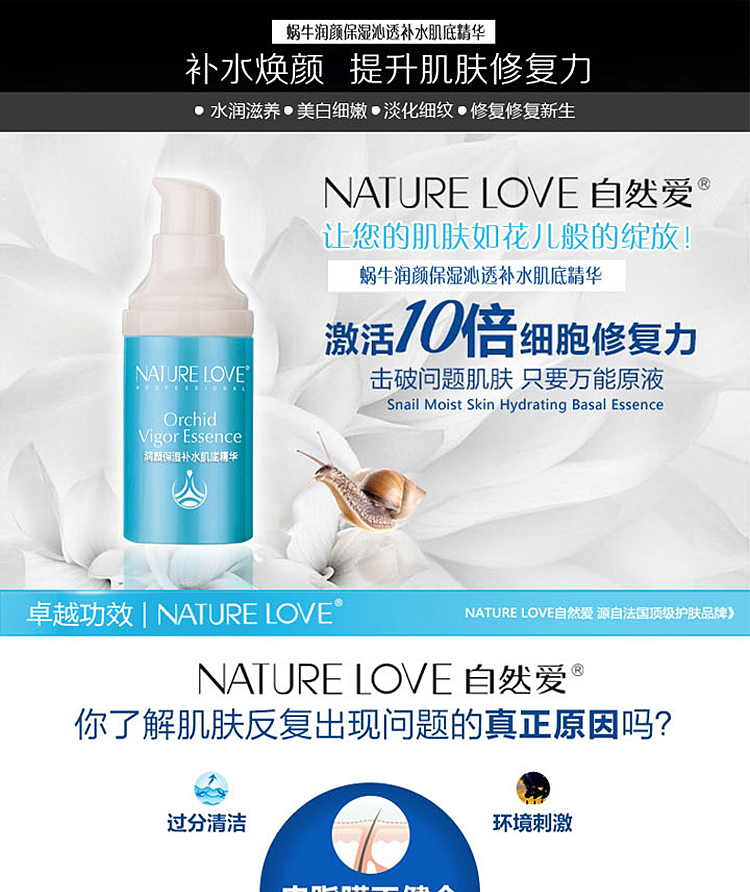 蜗牛润颜保湿沁透补水肌底精华
补水焕颜 提升肌肤修复力
● 水润滋养 ● 美白细嫩 ● 淡化细纹 ● 修复修复新生
NATURE LOVE 自然爱®
让您的肌肤如花儿般的绽放!
蜗牛润颜保湿沁透补水肌底精华
激活10倍细胞修复力
击破问题肌肤 只要万能原液
Snail Moist Skin Hydrating Basal Essence
NATURE LOVE®
PROFESSIONAL
Orchid
Vigor Essence
润颜保湿补水肌底精华
卓越功效 | NATURE LOVE®
NATURE LOVE自然爱 源自法国顶级护肤品牌》
NATURE LOVE 自然爱®
你了解肌肤反复出现问题的真正原因吗?
过分清洁
环境刺激